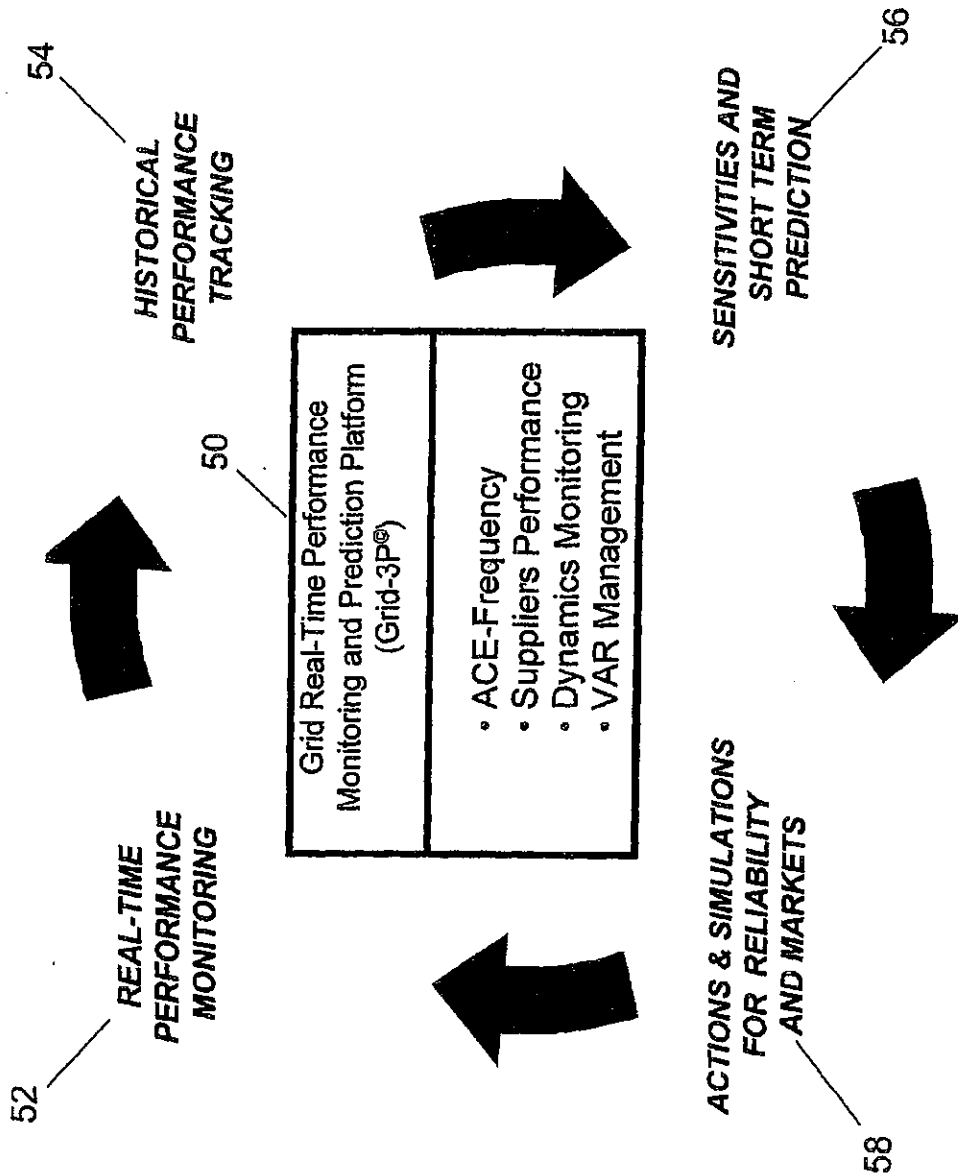 52
REAL-TIME
PERFORMANCE
MONITORING
54
HISTORICAL
PERFORMANCE
TRACKING
50
Grid Real-Time Performance
Monitoring and Prediction Platform
(Grid-3P©)
• ACE-Frequency
• Suppliers Performance
• Dynamics Monitoring
• VAR Management
58
ACTIONS & SIMULATIONS
FOR RELIABILITY
AND MARKETS
SENSITIVITIES AND
SHORT TERM
PREDICTION
56